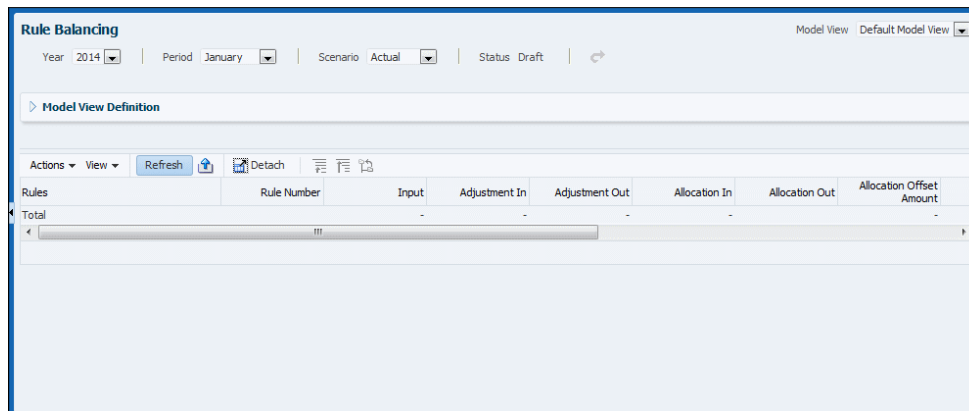 Rule Balancing
Model View Default Model View
Year 2014 Period January Scenario Actual Status Draft
Model View Definition
Actions View Refresh Detach
Rules Rule Number Input Adjustment In Adjustment Out Allocation In Allocation Out Allocation Offset Amount
Total - - - - - -